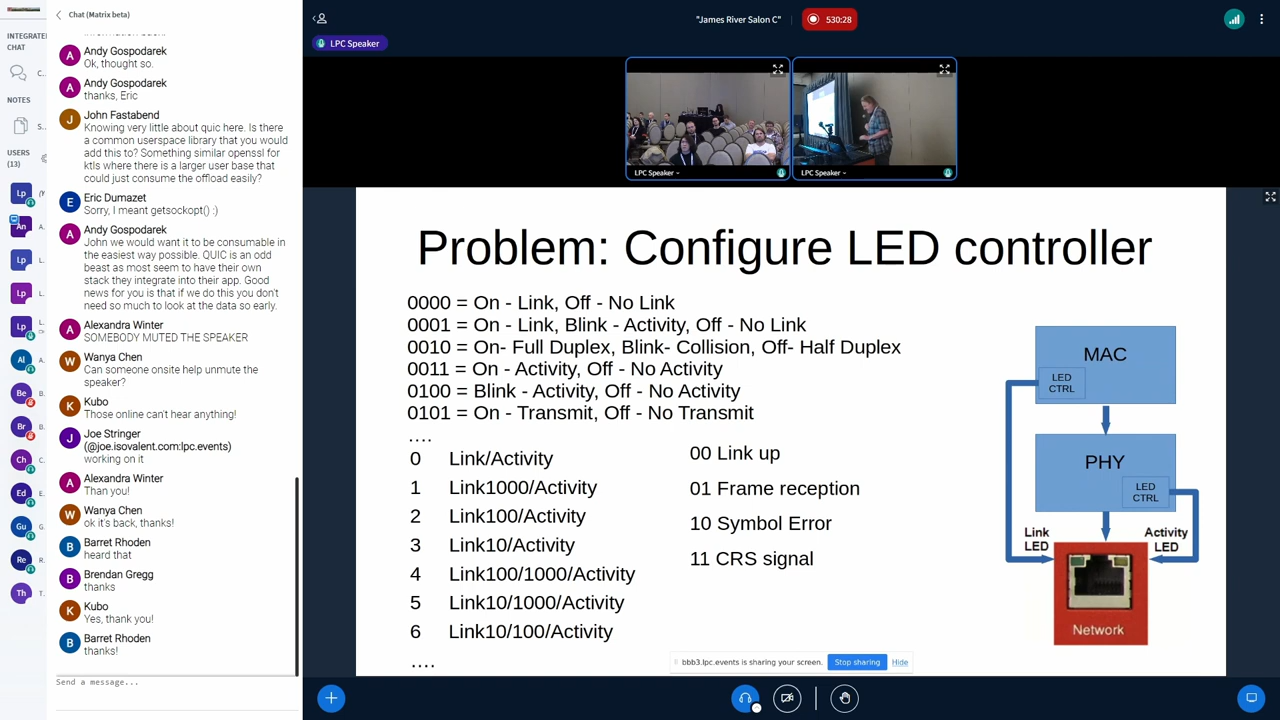 Chat (Matrix beta)
INTEGRATE
CHAT
C...
NOTES
S...
USERS
(13)
Andy Gospodarek
Ok, thought so.
Andy Gospodarek
thanks, Eric
John Fastabend
Knowing very little about quic here. Is there
a common userspace library that you would
add this to? Something similar openssl for
ktls where there is a larger user base that
could just consume the offload easily?
Eric Dumazet
Sorry, I meant getsockopt() :)
Andy Gospodarek
John we would want it to be consumable in
the easiest way possible. QUIC is an odd
beast as most seem to have their own
stack they integrate into their app. Good
news for you is that if we do this you don't
need so much to look at the data so early.
Alexandra Winter
SOMEBODY MUTED THE SPEAKER
Wanya Chen
Can someone onsite help unmute the
speaker?
Kubo
Those online can't hear anything!
Joe Stringer
(@joe.isovalent.com:lpc.events)
working on it
Alexandra Winter
Than you!
Wanya Chen
ok it's back, thanks!
Barret Rhoden
heard that
Brendan Gregg
thanks
Kubo
Yes, thank you!
Barret Rhoden
thanks!
Send a message...
"James River Salon C"
530:28
LPC Speaker
LPC Speaker
LPC Speaker
Problem: Configure LED controller
0000 = On - Link, Off - No Link
0001 = On - Link, Blink - Activity, Off - No Link
0010 = On- Full Duplex, Blink- Collision, Off- Half Duplex
0011 = On - Activity, Off - No Activity
0100 = Blink - Activity, Off - No Activity
0101 = On - Transmit, Off - No Transmit
....
0 Link/Activity
1 Link1000/Activity
2 Link100/Activity
3 Link10/Activity
4 Link100/1000/Activity
5 Link10/1000/Activity
6 Link10/100/Activity
....
00 Link up
01 Frame reception
10 Symbol Error
11 CRS signal
MAC
LED
CTRL
PHY
LED
CTRL
Link
LED
Activity
LED
Network
bbb3.lpc.events is sharing your screen.
Stop sharing
Hide